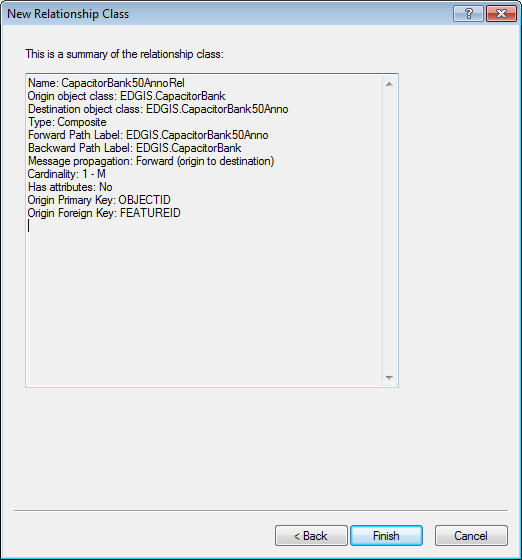 New Relationship Class
This is a summary of the relationship class:
Name: CapacitorBank50AnnoRel
Origin object class: EDGIS.CapacitorBank
Destination object class: EDGIS.CapacitorBank50Anno
Type: Composite
Forward Path Label: EDGIS.CapacitorBank50Anno
Backward Path Label: EDGIS.CapacitorBank
Message propagation: Forward (origin to destination)
Cardinality: 1 - M
Has attributes: No
Origin Primary Key: OBJECTID
Origin Foreign Key: FEATUREID
< Back Finish Cancel